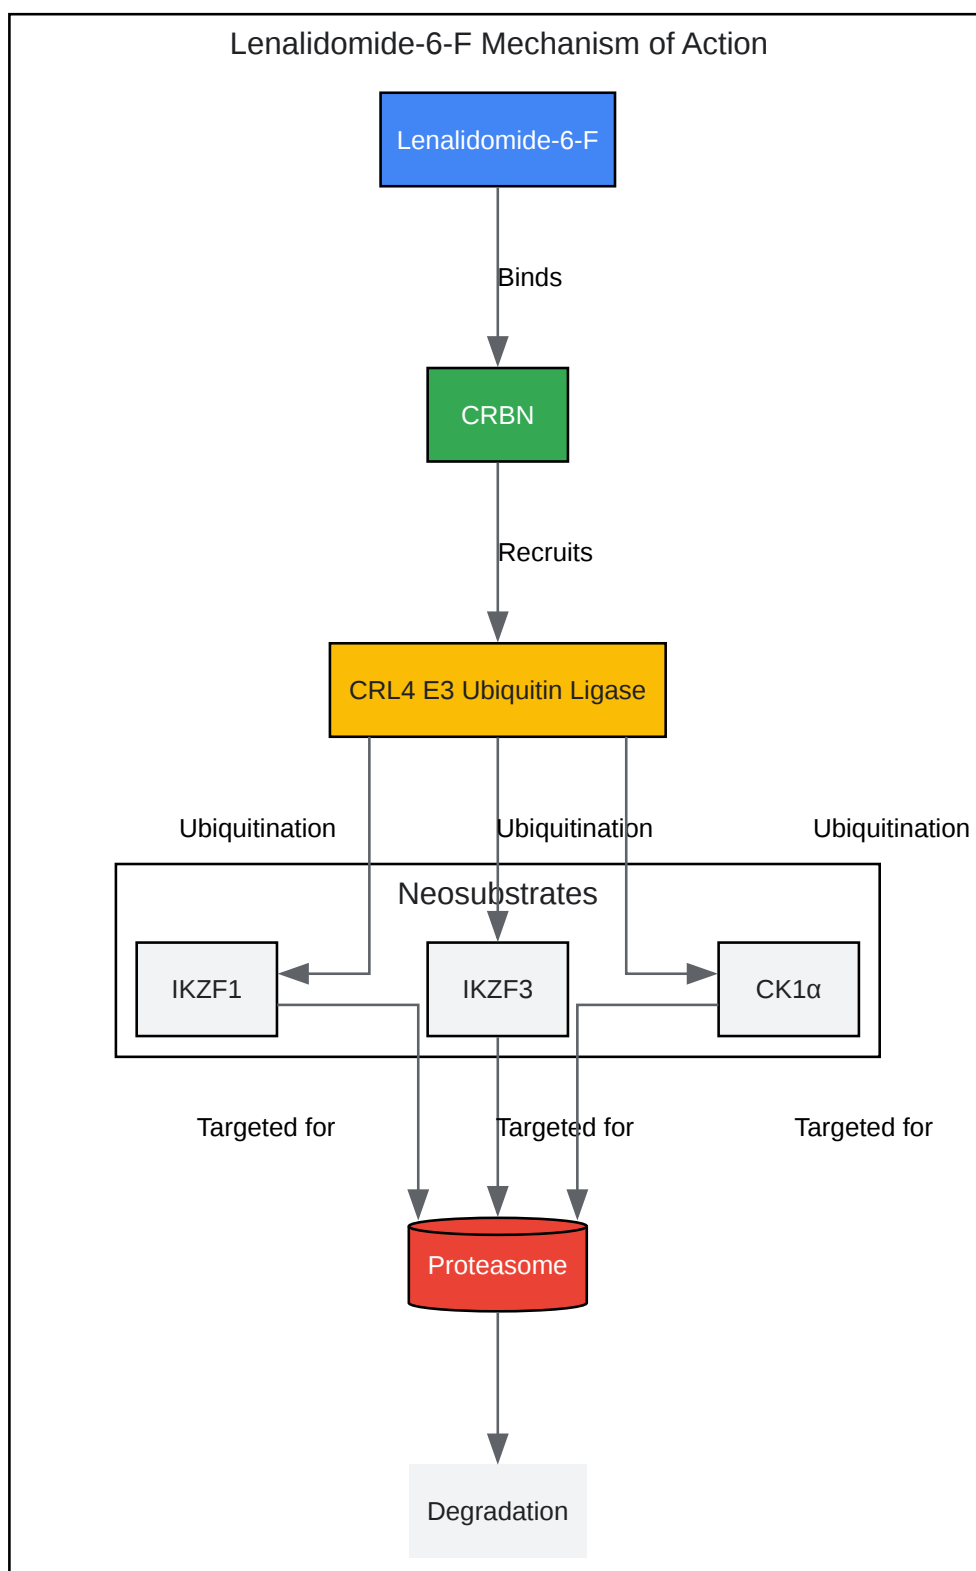 Lenalidomide-6-F Mechanism of Action
Lenalidomide-6-F
Binds
CRBN
Recruits
CRL4 E3 Ubiquitin Ligase
Ubiquitination
Ubiquitination
Ubiquitination
Neosubstrates
IKZF1
IKZF3
CK1α
Targeted for
Targeted for
Targeted for
Proteasome
Degradation